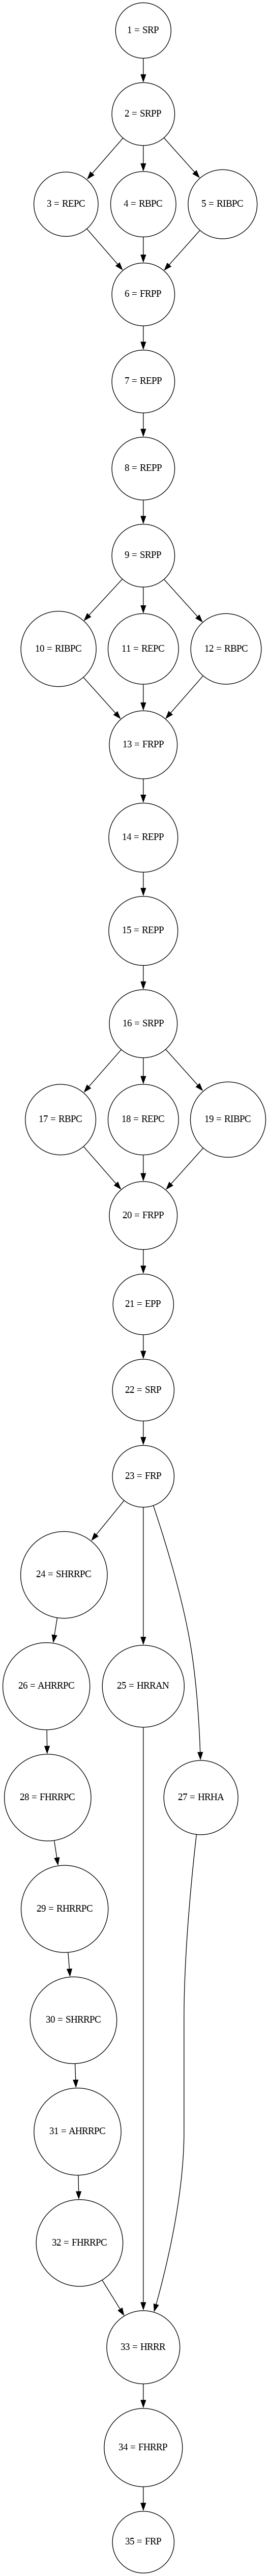 1 = SRP
2 = SRPP
3 = REPC
4 = RBPC
5 = RIBPC
6 = FRPP
7 = REPP
8 = REPP
9 = SRPP
10 = RIBPC
11 = REPC
12 = RBPC
13 = FRPP
14 = REPP
15 = REPP
16 = SRPP
17 = RBPC
18 = REPC
19 = RIBPC
20 = FRPP
21 = EPP
22 = SRP
23 = FRP
24 = SHRRPC
26 = AHRRPC
25 = HRRAN
28 = FHRRPC
27 = HRHA
29 = RHRRPC
30 = SHRRPC
31 = AHRRPC
32 = FHRRPC
33 = HRRR
34 = FHRRP
35 = FRP